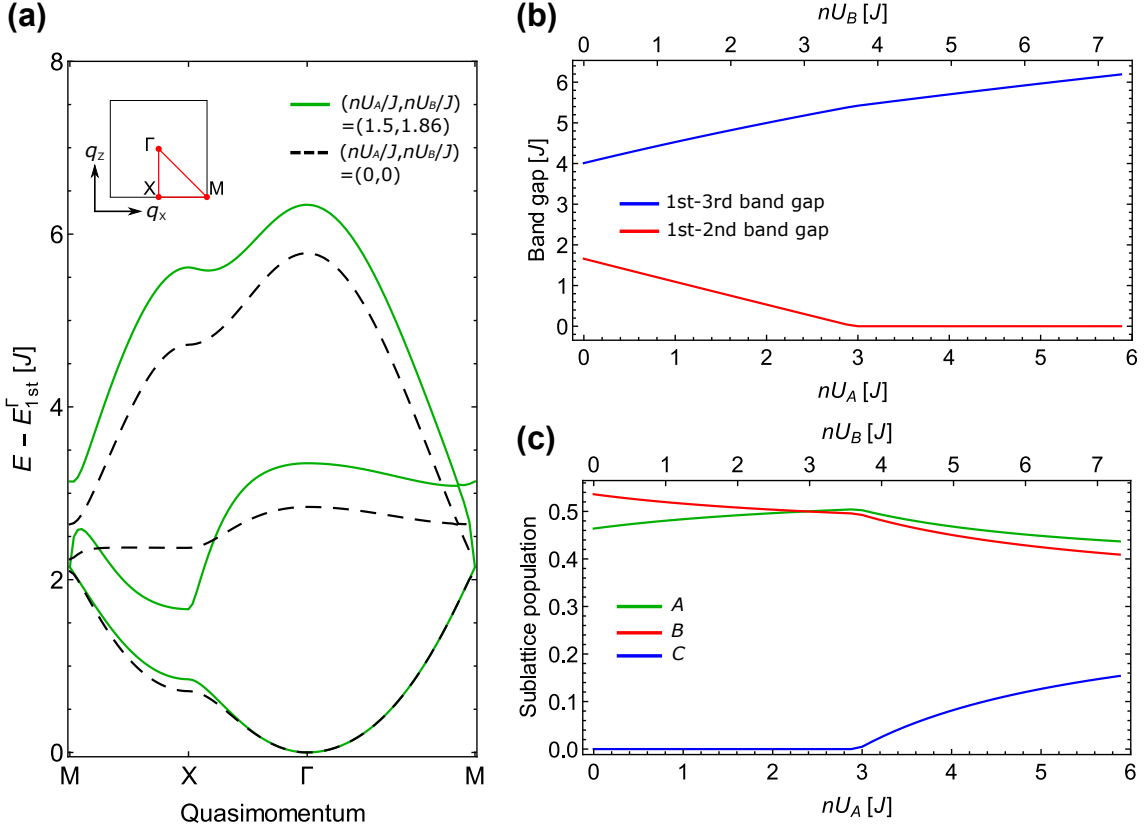 (a)
8
6
4
2
0
E − E^Γ_1st [J]
Γ
X
M
q_z
q_x
(nU_A/J,nU_B/J)
=(1.5,1.86)
(nU_A/J,nU_B/J)
=(0,0)
M X Γ M
Quasimomentum
(b)
nU_B [J]
0 1 2 3 4 5 6 7
6
5
4
3
2
1
0
Band gap [J]
1st-3rd band gap
1st-2nd band gap
0 1 2 3 4 5 6
nU_A [J]
(c)
nU_B [J]
0 1 2 3 4 5 6 7
0.5
0.4
0.3
0.2
0.1
0.0
Sublattice population
A
B
C
0 1 2 3 4 5 6
nU_A [J]